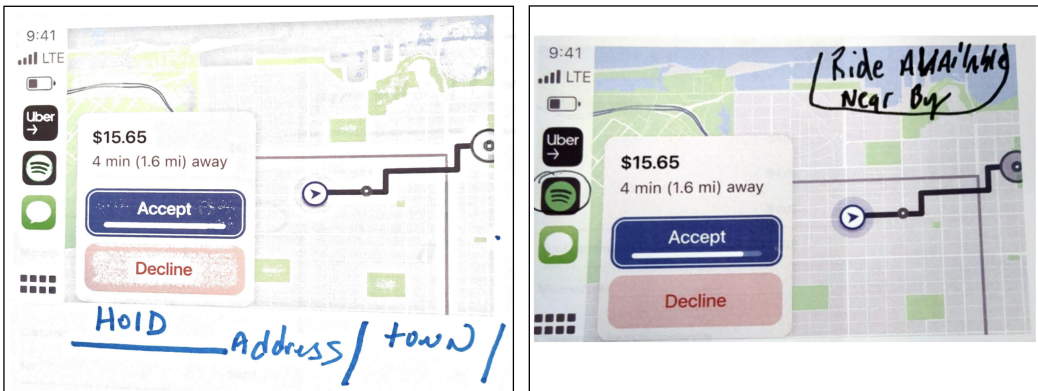 9:41
LTE
Uber
$15.65
4 min (1.6 mi) away
Accept
Decline
HolD
Address / town /
9:41
LTE
Uber
$15.65
4 min (1.6 mi) away
Accept
Decline
Ride
Near By